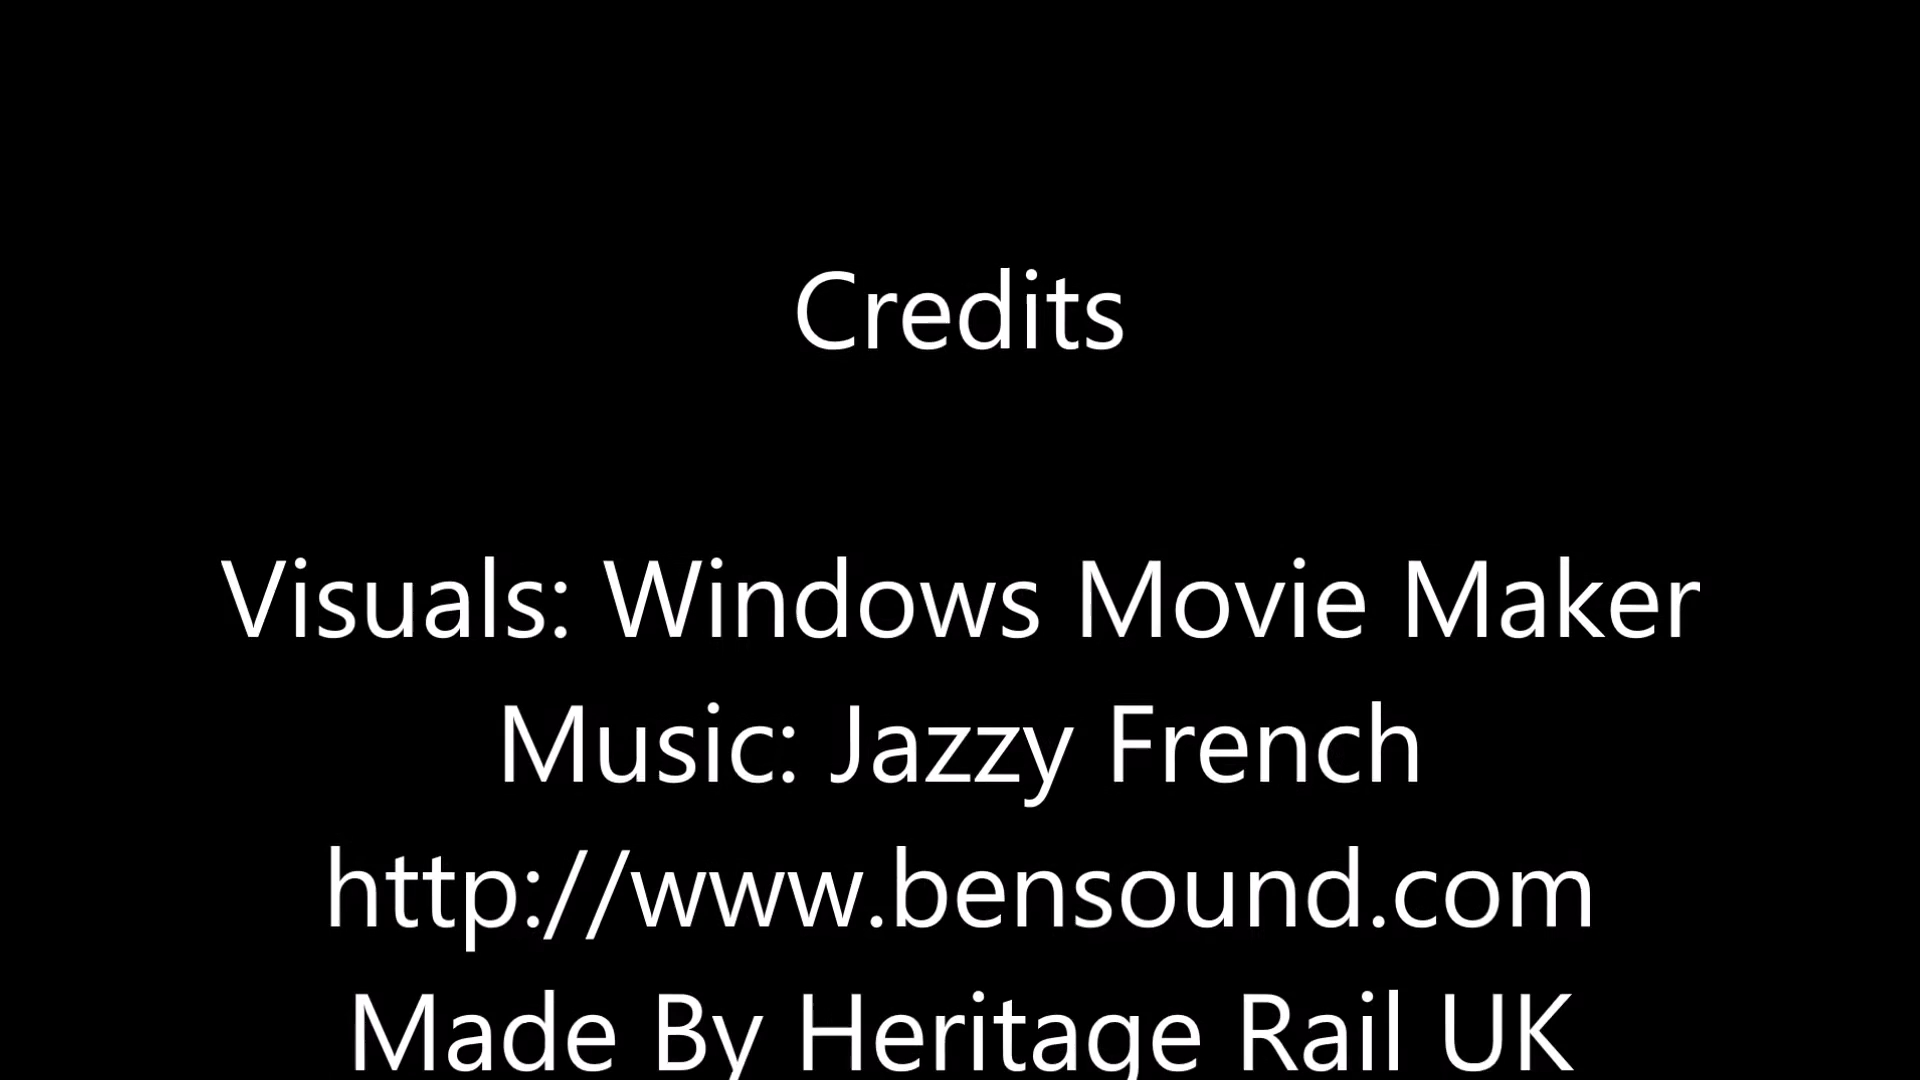 Credits
Visuals: Windows Movie Maker
Music: Jazzy French
http://www.bensound.com
Made By Heritage Rail UK